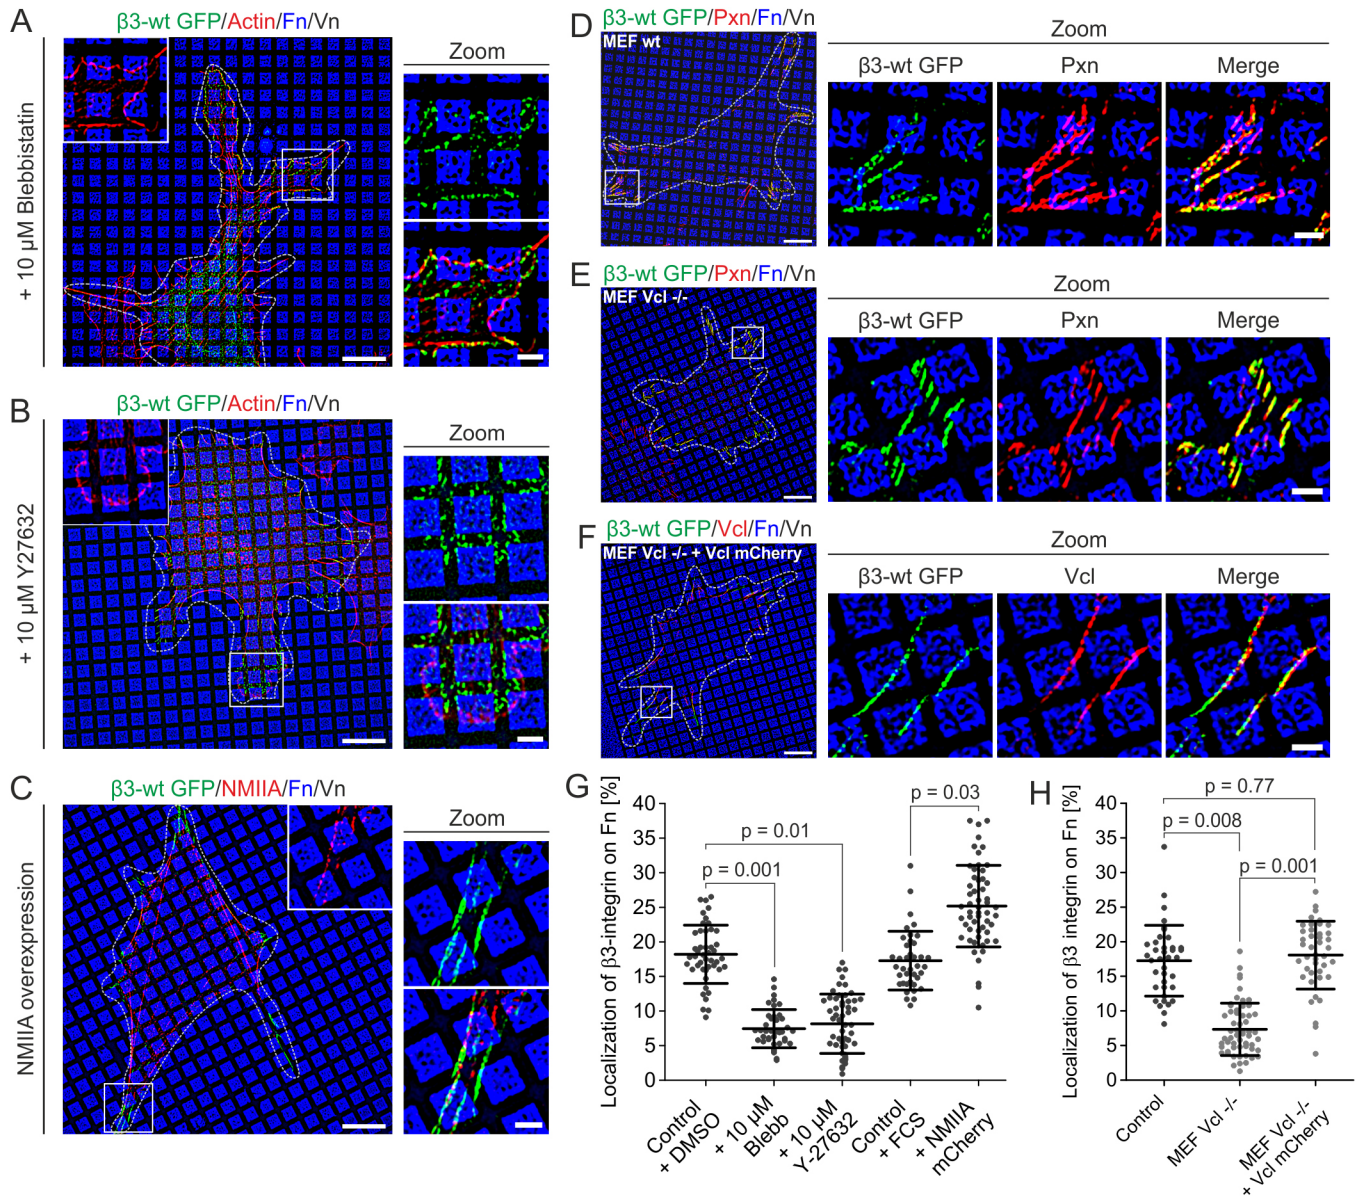 A
β3-wt GFP/Actin/Fn/Vn
Zoom
+ 10 µM Blebbistatin
B
β3-wt GFP/Actin/Fn/Vn
Zoom
+ 10 µM Y27632
C
β3-wt GFP/NMIIA/Fn/Vn
Zoom
NMIIA overexpression
D
β3-wt GFP/Pxn/Fn/Vn
MEF wt
Zoom
β3-wt GFP
Pxn
Merge
E
β3-wt GFP/Pxn/Fn/Vn
MEF Vcl -/-
Zoom
β3-wt GFP
Pxn
Merge
F
β3-wt GFP/Vcl/Fn/Vn
MEF Vcl -/- + Vcl mCherry
Zoom
β3-wt GFP
Vcl
Merge
G
Localization of β3-integrin on Fn [%]
40
35
30
25
20
15
10
5
0
p = 0.03
p = 0.01
p = 0.001
Control
+ DMSO
+ 10 µM
Blebb
+ 10 µM
Y-27632
Control
+ FCS
+ NMIIA
mCherry
H
Localization of β3 integrin on Fn [%]
40
35
30
25
20
15
10
5
0
p = 0.77
p = 0.008
p = 0.001
Control
MEF Vcl -/-
MEF Vcl -/-
+ Vcl mCherry